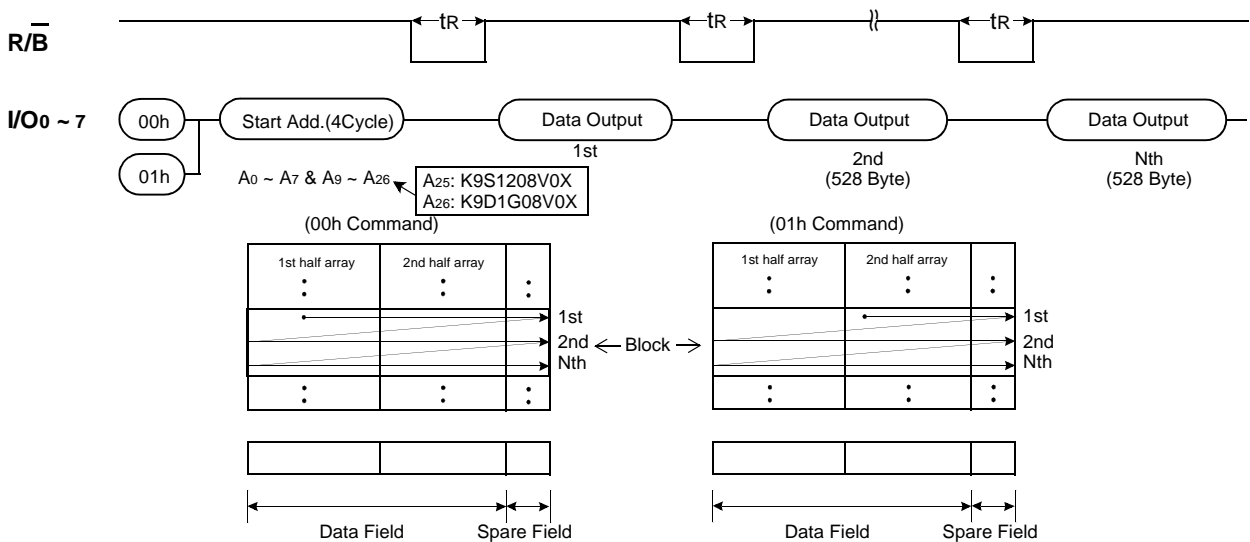 R/B tR tR tR
I/O0 ~ 7 00h Start Add.(4Cycle) Data Output Data Output Data Output
1st 2nd Nth
01h (528 Byte) (528 Byte)
A0 ~ A7 & A9 ~ A26 A25: K9S1208V0X
A26: K9D1G08V0X
(00h Command) (01h Command)
1st half array 2nd half array 1st half array 2nd half array
1st 1st
2nd Block 2nd
Nth Nth
Data Field Spare Field Data Field Spare Field